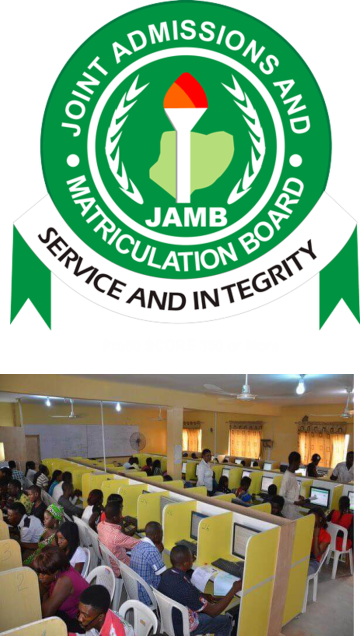 JOINT ADMISSIONS AND
MATRICULATION BOARD
JAMB
SERVICE AND INTEGRITY